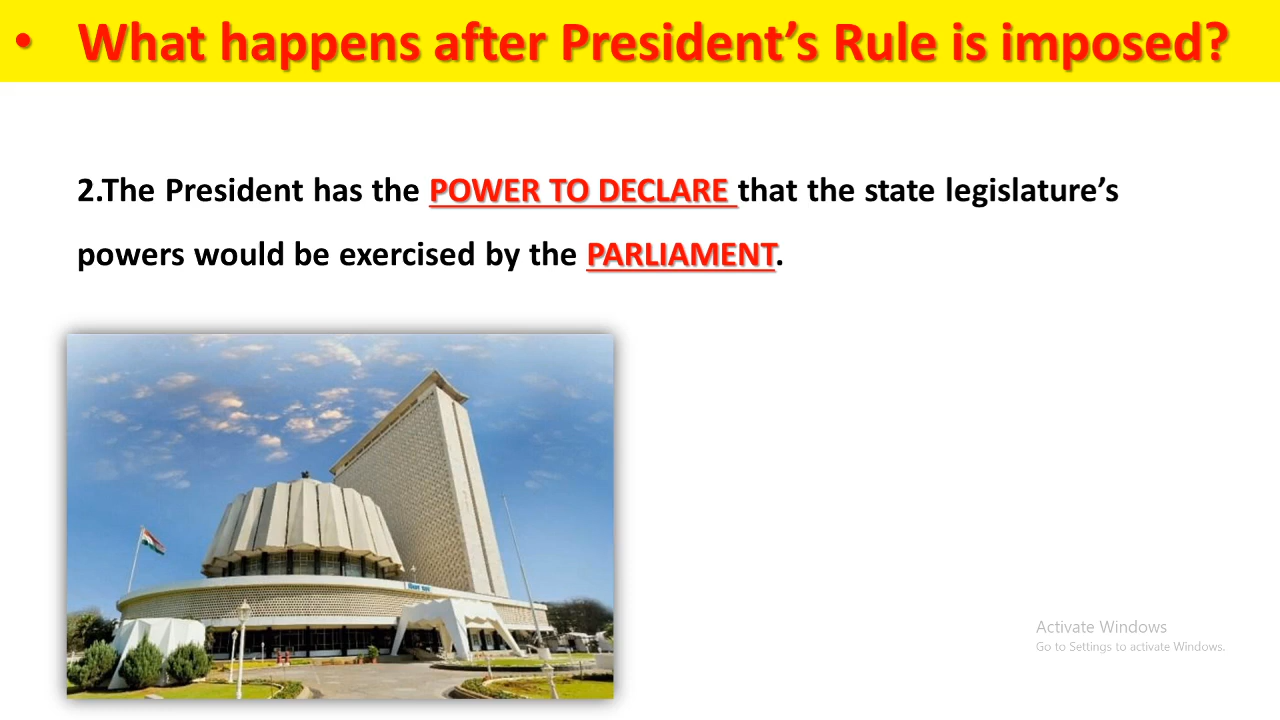 • What happens after President’s Rule is imposed?
2.The President has the POWER TO DECLARE that the state legislature’s
powers would be exercised by the PARLIAMENT.
Activate Windows
Go to Settings to activate Windows.